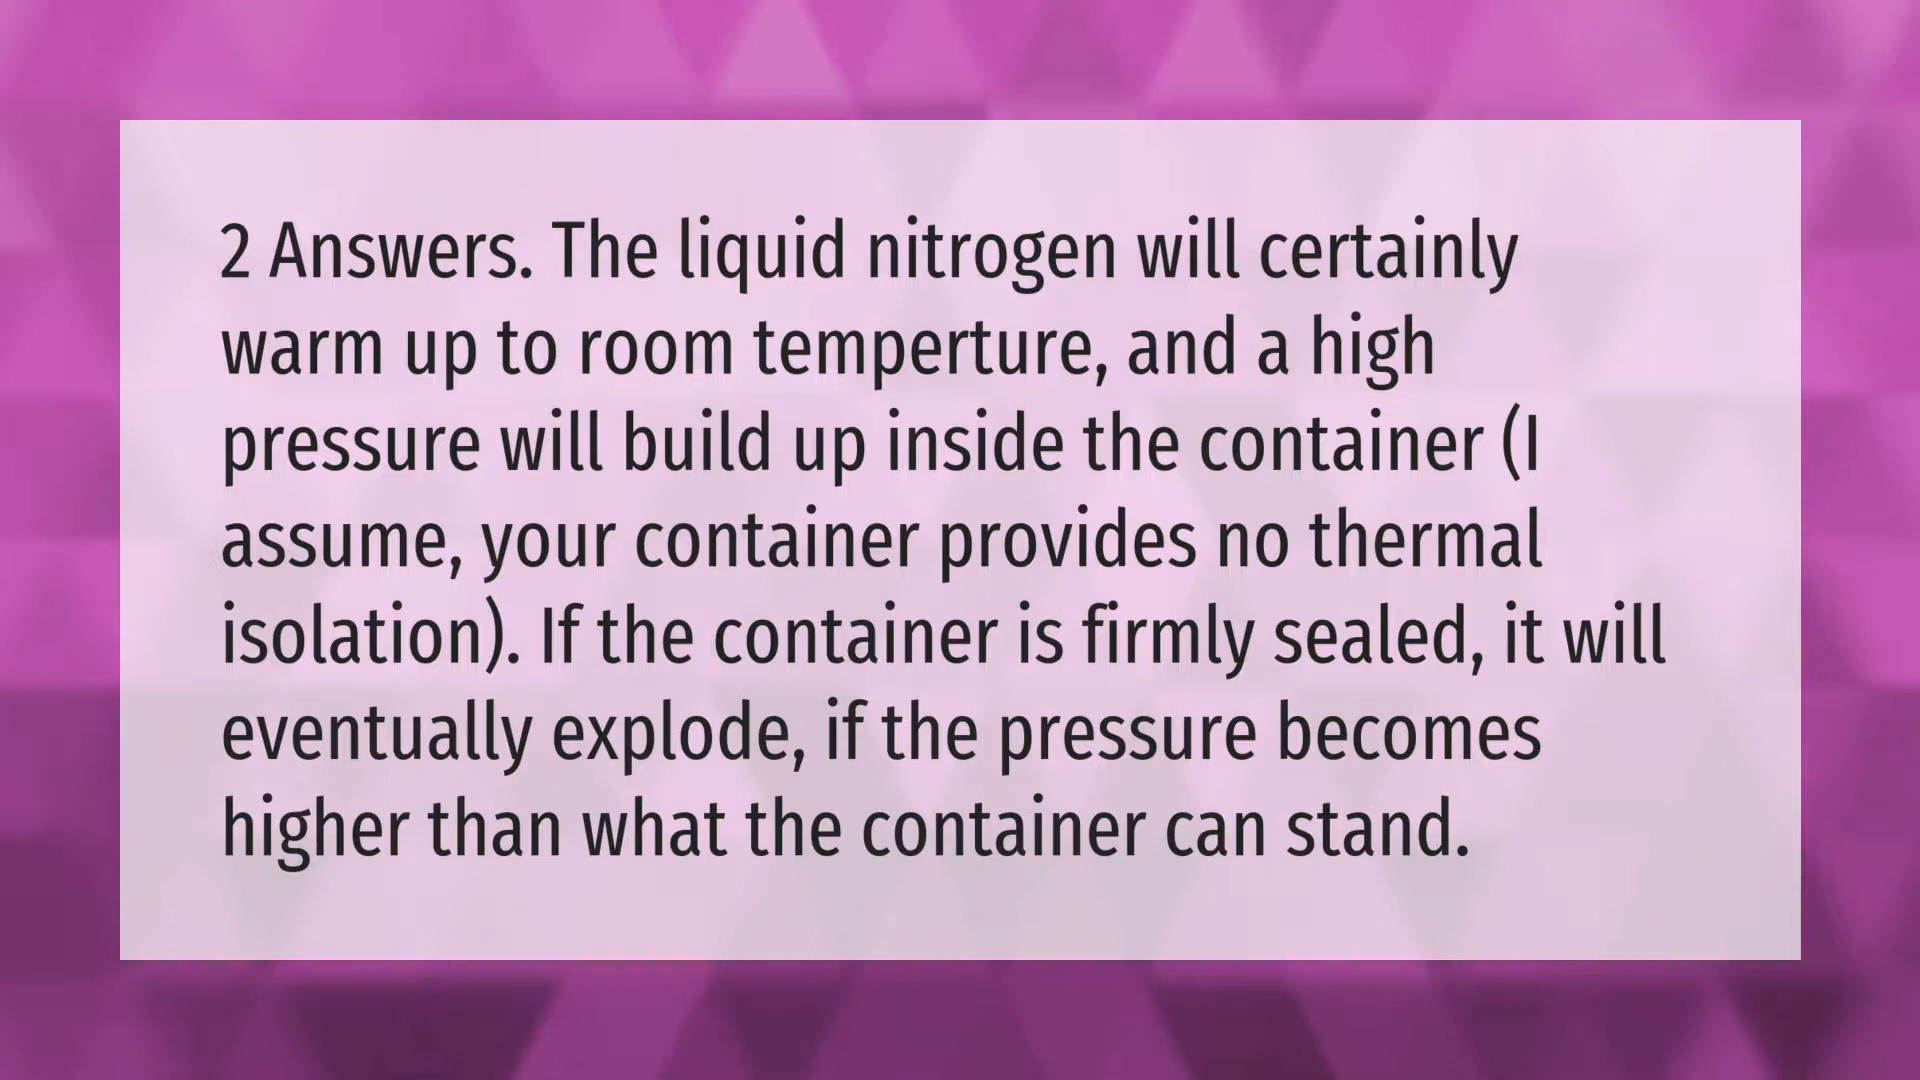 2 Answers. The liquid nitrogen will certainly
warm up to room temperture, and a high
pressure will build up inside the container (I
assume, your container provides no thermal
isolation). If the container is firmly sealed, it will
eventually explode, if the pressure becomes
higher than what the container can stand.